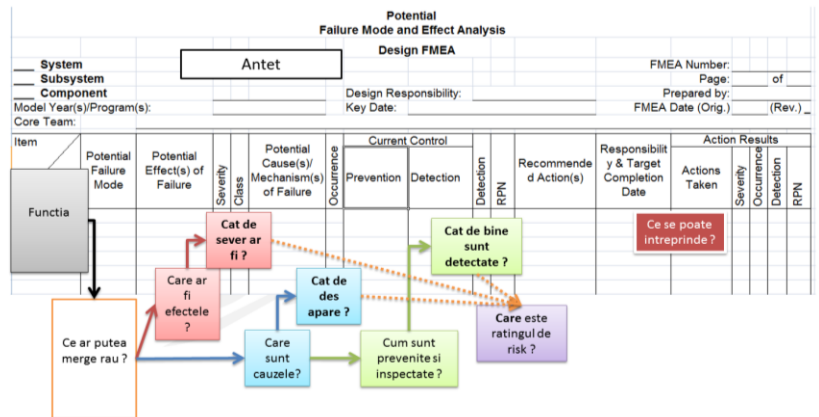 Potential
Failure Mode and Effect Analysis
Design FMEA
System
Subsystem
Component
Model Year(s)/Program(s):
Core Team:
Antet
Design Responsibility:
Key Date:
FMEA Number:
Page: of
Prepared by:
FMEA Date (Orig.) (Rev.)
Item
Potential
Failure
Mode
Potential
Effect(s) of
Failure
Severity
Class
Potential
Cause(s)/
Mechanism(s)
of Failure
Occurrence
Current Control
Prevention
Detection
Detection
RPN
Recommende
d Action(s)
Responsibilit
y & Target
Completion
Date
Action Results
Actions
Taken
Severity
Occurrence
Detection
RPN
Functia
Cat de
sever ar
fi ?
Cat de bine
sunt
detectate ?
Ce se poate
intreprinde ?
Care ar
fi
efectele
?
Cat de
des
apare ?
Care este
ratingul de
risk ?
Ce ar putea
merge rau ?
Care
sunt
cauzele?
Cum sunt
prevenite si
inspectate ?